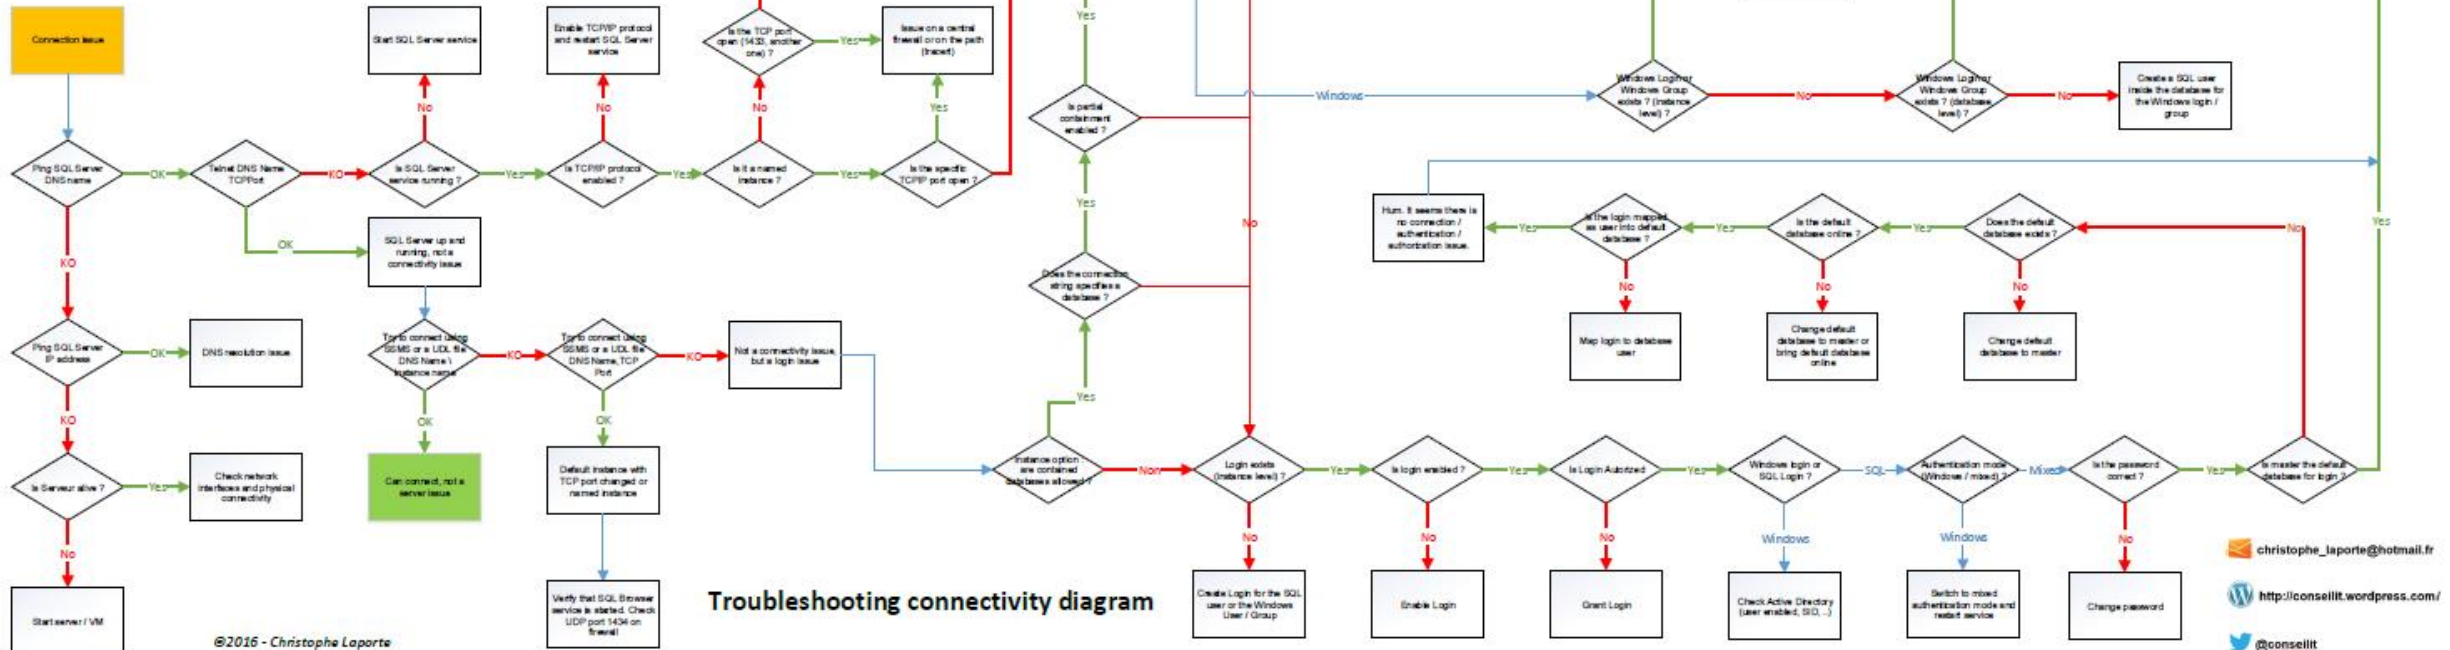 Connection issue
Start SQL Server service
Enable TCP/IP protocol
and restart SQL Server
service
Is the TCP port
open (1433, another
one) ?
Yes
Issue on a central
firewall or on the path
(tracert)
Yes
No
No
No
Yes
Ping SQL Server
DNS name
OK
Telnet DNS Name
TCPPort
KO
Is SQL Server
service running ?
Yes
Is TCP/IP protocol
enabled ?
Yes
Is it a named
instance ?
Yes
Is the specific
TCPIP port open ?
KO
OK
SQL Server up and
running, not a
connectivity issue
Ping SQL Server
IP address
OK
DNS resolution issue
Try to connect using
SSMS or a UDL file
DNS Name \
Instance name
KO
Try to connect using
SSMS or a UDL file
DNS Name, TCP
Port
KO
Not a connectivity issue,
but a login issue
KO
OK
OK
Is Serveur alive ?
Yes
Check network
interfaces and physical
connectivity
Can connect, not a
server issue
Default instance with
TCP port changed or
named instance
No
Start server / VM
Verify that SQL Browser
service is started. Check
UDP port 1434 on
firewall
©2016 - Christophe Laporte
Troubleshooting connectivity diagram
Is partial
containment
enabled ?
Yes
No
Does the connection
string specifies a
database ?
Yes
Windows
Windows Login or
Windows Group
exists ? (instance
level) ?
No
Windows Login or
Windows Group
exists ? (database
level) ?
No
Create a SQL user
inside the database for
the Windows login /
group
Hum. It seems there is
no connection /
authentication /
authorization issue.
Yes
Is the login mapped
as user into default
database ?
Yes
Is the default
database online ?
Yes
Does the default
database exists ?
No
Yes
No
No
No
Map login to database
user
Change default
database to master or
bring default database
online
Change default
database to master
Instance option :
are contained
databases allowed ?
Non
Login exists
(instance level) ?
Yes
Is login enabled ?
Yes
Is Login Autorized
Yes
Windows login or
SQL Login ?
SQL
Authentication mode
(Windows / mixed) ?
Mixed
Is the password
correct ?
Yes
Is master the default
database for login ?
No
No
No
Windows
Windows
No
Create Login for the SQL
user or the Windows
User / Group
Enable Login
Grant Login
Check Active Directory
(user enabled, SID, ..)
Switch to mixed
authentication mode and
restart service
Change password
christophe_laporte@hotmail.fr
http://conseilit.wordpress.com/
@conseilit